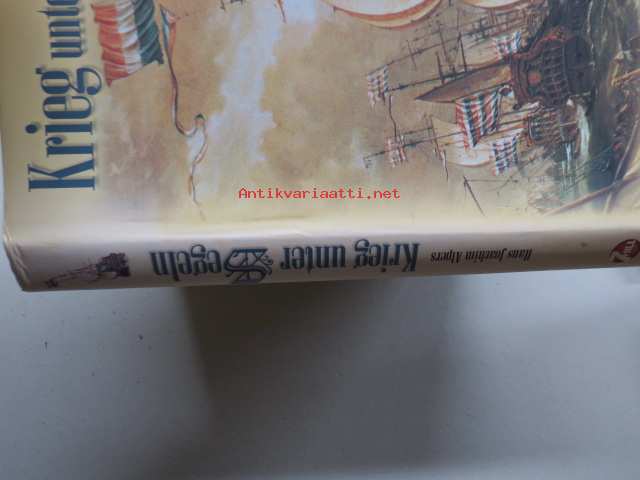 Krieg unte
Antikvariaatti.net
Hans Joachim Alpers
Krieg unter Segeln